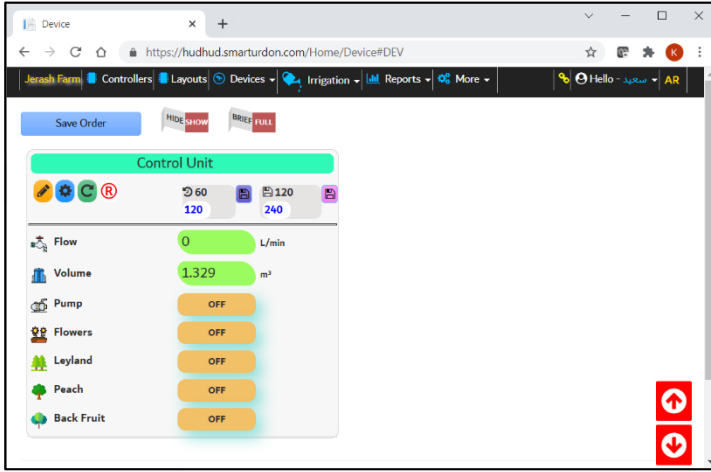 Device
https://hudhud.smarturdon.com/Home/Device#DEV
K
Jerash Farm Controllers Layouts Devices Irrigation Reports More Hello - سعيد AR
Save Order HIDE SHOW BRIEF FULL
Control Unit
R 60 120
120 240
Flow 0 L/min
Volume 1.329 m³
Pump OFF
Flowers OFF
Leyland OFF
Peach OFF
Back Fruit OFF